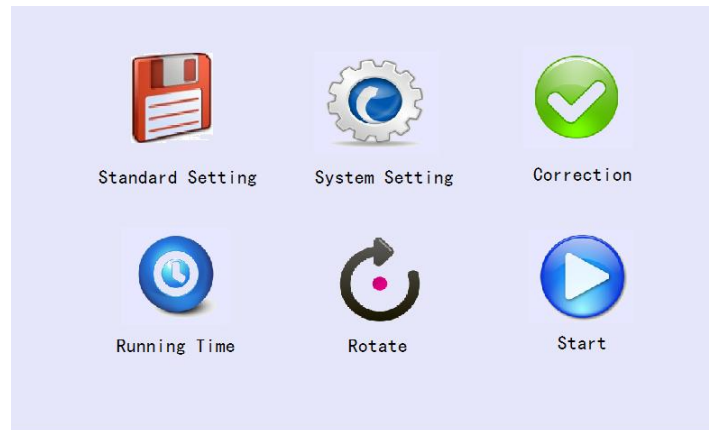 Standard Setting
System Setting
Correction
Running Time
Rotate
Start